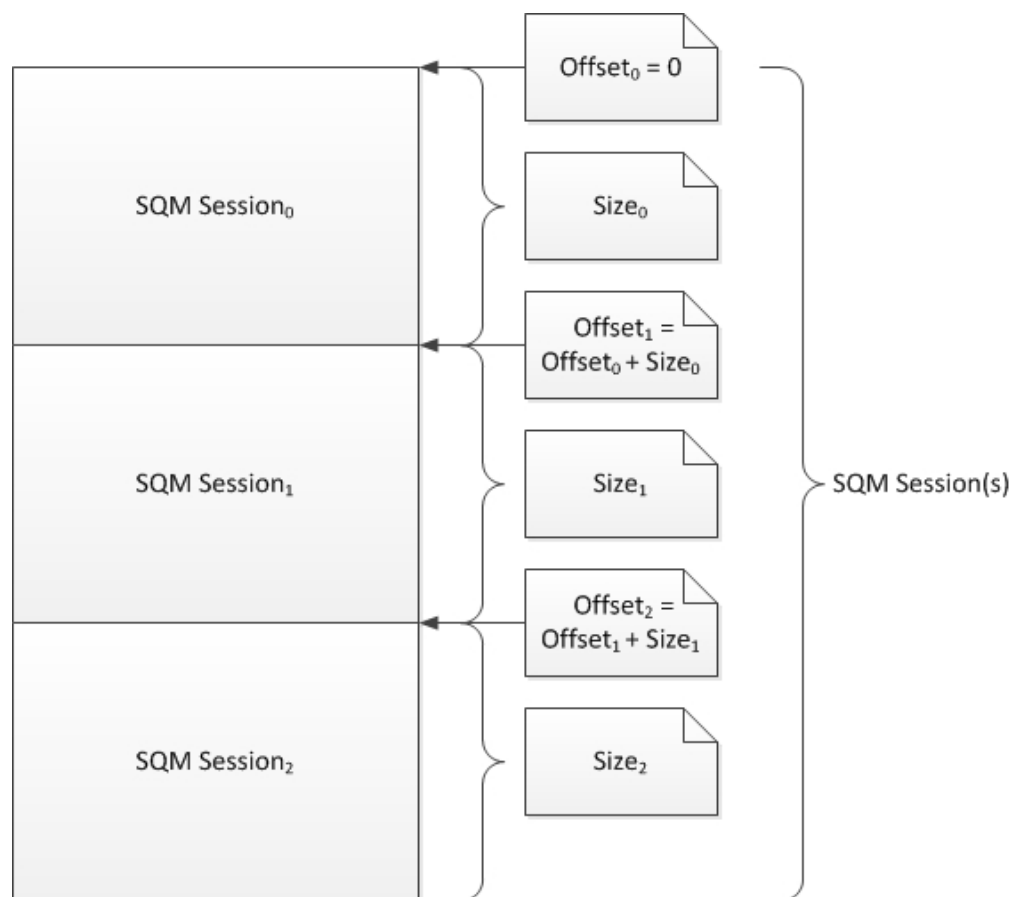 Offset₀ = 0
SQM Session₀
Size₀
Offset₁ =
Offset₀ + Size₀
SQM Session₁
Size₁
SQM Session(s)
Offset₂ =
Offset₁ + Size₁
SQM Session₂
Size₂